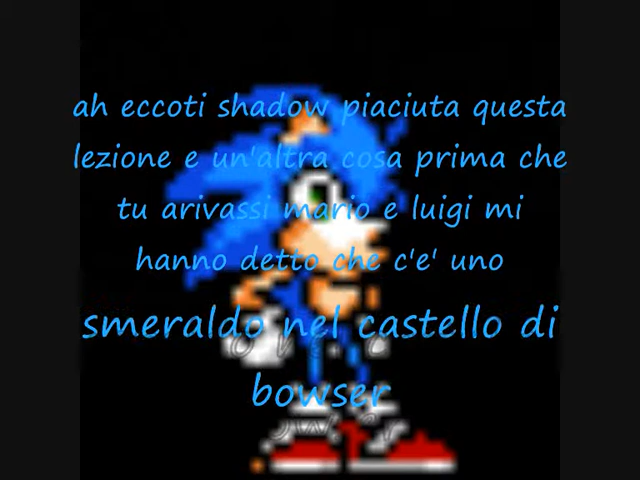 ah eccoti shadow piaciuta questa
lezione e un'altra cosa prima che
tu arivassi mario e luigi mi
hanno detto che c'e' uno
smeraldo nel castello di
bowser